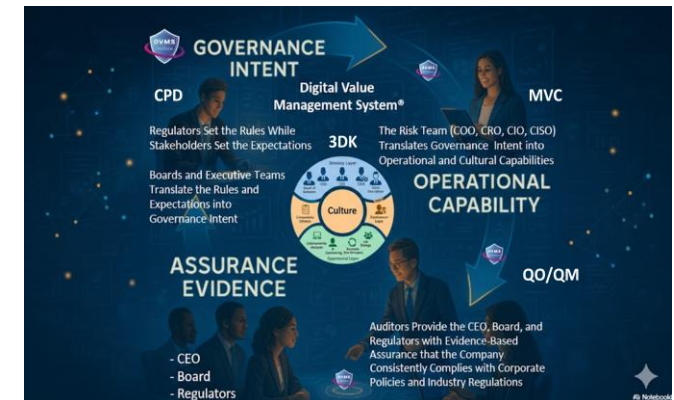 DVMS
GOVERNANCE
INTENT
CPD
Digital Value
Management System®
MVC
Regulators Set the Rules While
Stakeholders Set the Expectations
3DK
The Risk Team (COO, CRO, CIO, CISO)
Translates Governance Intent into
Operational and Cultural Capabilities
Boards and Executive Teams
Translate the Rules and
Expectations into
Governance Intent
Culture
OPERATIONAL
CAPABILITY
ASSURANCE
EVIDENCE
QO/QM
Auditors Provide the CEO, Board, and
Regulators with Evidence-Based
Assurance that the Company
Consistently Complies with Corporate
Policies and Industry Regulations
- CEO
- Board
- Regulators